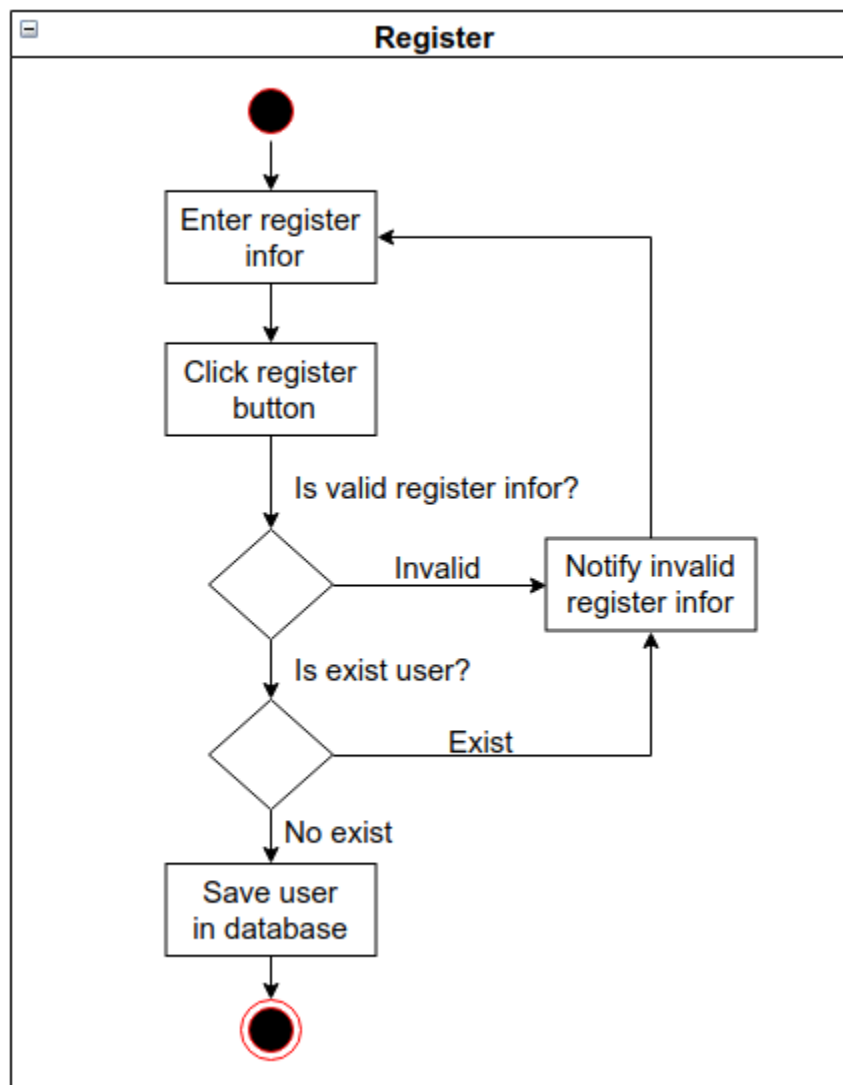 Register
Enter register
infor
Click register
button
Is valid register infor?
Invalid
Notify invalid
register infor
Is exist user?
Exist
No exist
Save user
in database